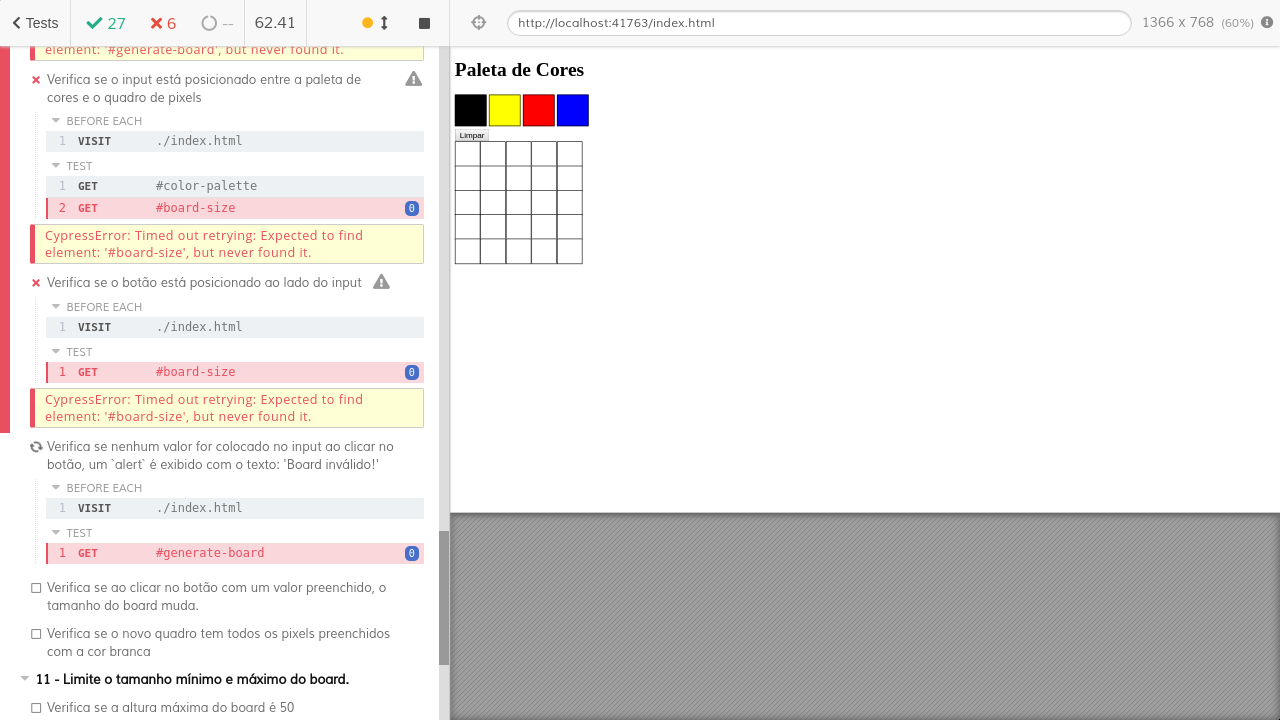 Tests
27
6
--
62.41
http://localhost:41763/index.html
1366 x 768 (60%)
element: '#generate-board', but never found it.
Verifica se o input está posicionado entre a paleta de
cores e o quadro de pixels
BEFORE EACH
1 VISIT ./index.html
TEST
1 GET #color-palette
2 GET #board-size 0
CypressError: Timed out retrying: Expected to find
element: '#board-size', but never found it.
Verifica se o botão está posicionado ao lado do input
BEFORE EACH
1 VISIT ./index.html
TEST
1 GET #board-size 0
CypressError: Timed out retrying: Expected to find
element: '#board-size', but never found it.
Verifica se nenhum valor for colocado no input ao clicar no
botão, um `alert` é exibido com o texto: 'Board inválido!'
BEFORE EACH
1 VISIT ./index.html
TEST
1 GET #generate-board 0
Verifica se ao clicar no botão com um valor preenchido, o
tamanho do board muda.
Verifica se o novo quadro tem todos os pixels preenchidos
com a cor branca
11 - Limite o tamanho mínimo e máximo do board.
Verifica se a altura máxima do board é 50
Paleta de Cores
Limpar